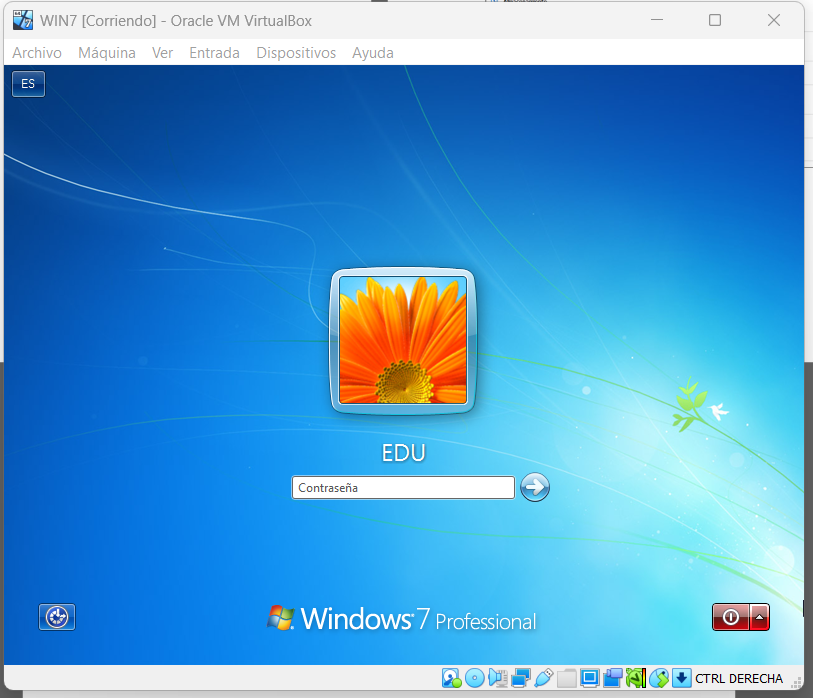 WIN7 [Corriendo] - Oracle VM VirtualBox
Archivo Máquina Ver Entrada Dispositivos Ayuda
ES
EDU
Contraseña
Windows 7 Professional
CTRL DERECHA